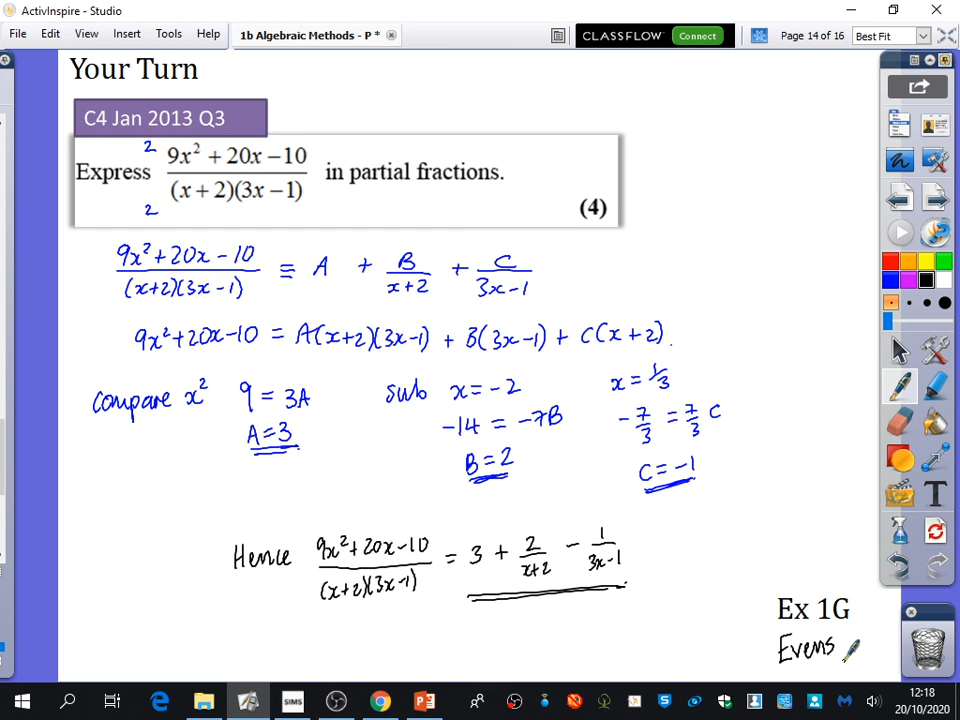 ActivInspire - Studio
File Edit View Insert Tools Help 1b Algebraic Methods - P * CLASSFLOW Connect Page 14 of 16 Best Fit
Your Turn
C4 Jan 2013 Q3
2
Express (9x² + 20x − 10)/((x + 2)(3x − 1)) in partial fractions.
2
(4)
(9x² + 20x − 10)/((x+2)(3x−1)) ≡ A + B/(x+2) + C/(3x−1)
9x² + 20x − 10 = A(x+2)(3x−1) + B(3x−1) + C(x+2).
compare x² 9 = 3A sub x = −2 x = 1/3
A = 3 −14 = −7B −7/3 = 7/3 C
B = 2 C = −1
Hence (9x² + 20x − 10)/((x+2)(3x−1)) = 3 + 2/(x+2) − 1/(3x−1)
Ex 1G
Evens
SIMS
12:18
20/10/2020